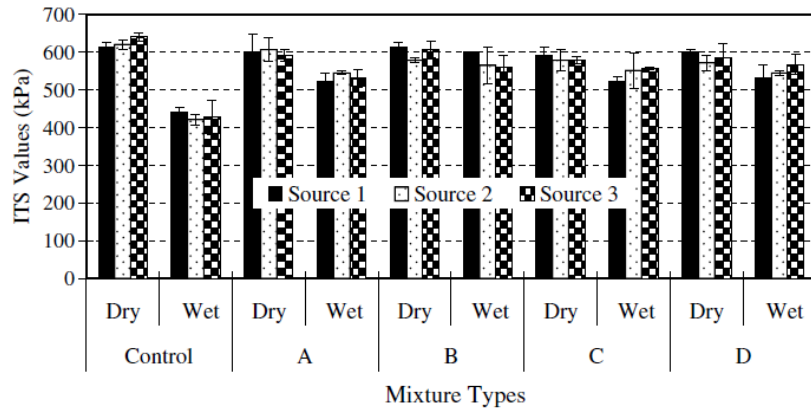 700
600
500
400
300
200
100
0
ITS Values (kPa)
Source 1 Source 2 Source 3
Dry Wet Dry Wet Dry Wet Dry Wet Dry Wet
Control A B C D
Mixture Types